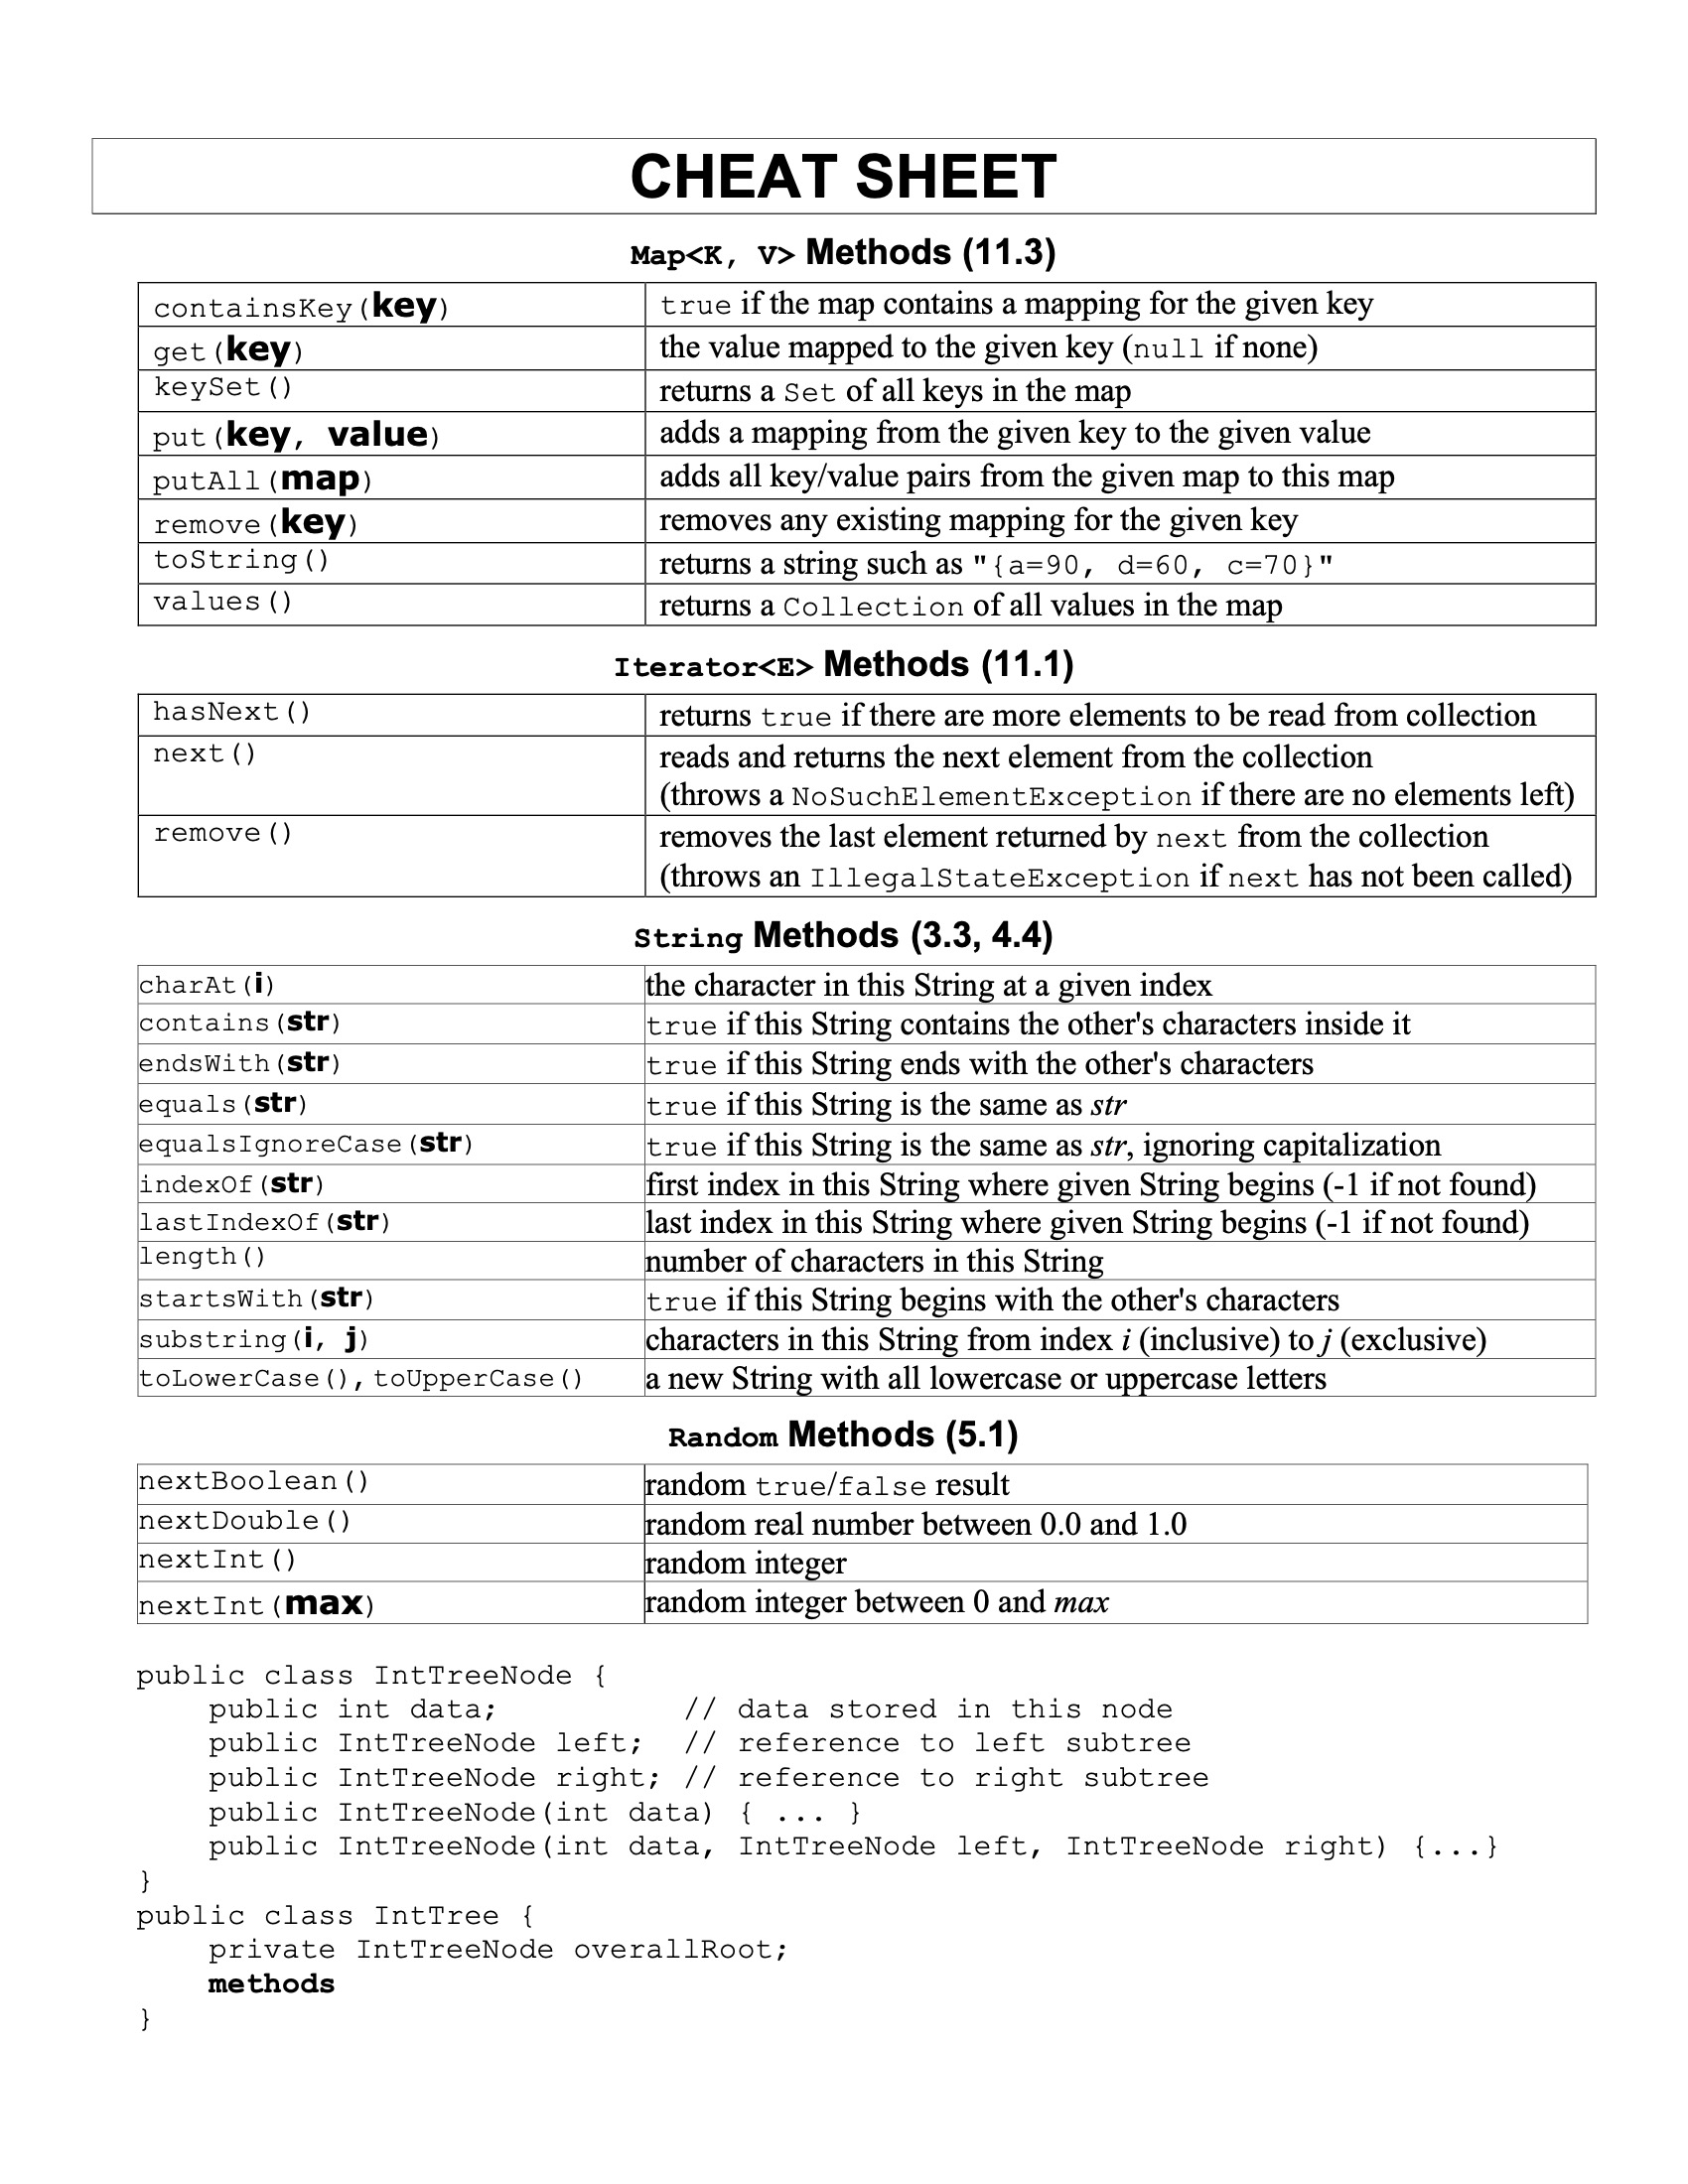 CHEAT SHEET
Map<K, V> Methods (11.3)
containsKey(key) true if the map contains a mapping for the given key
get(key) the value mapped to the given key (null if none)
keySet() returns a Set of all keys in the map
put(key, value) adds a mapping from the given key to the given value
putAll(map) adds all key/value pairs from the given map to this map
remove(key) removes any existing mapping for the given key
toString() returns a string such as "{a=90, d=60, c=70}"
values() returns a Collection of all values in the map
Iterator<E> Methods (11.1)
hasNext() returns true if there are more elements to be read from collection
next() reads and returns the next element from the collection
(throws a NoSuchElementException if there are no elements left)
remove() removes the last element returned by next from the collection
(throws an IllegalStateException if next has not been called)
String Methods (3.3, 4.4)
charAt(i) the character in this String at a given index
contains(str) true if this String contains the other's characters inside it
endsWith(str) true if this String ends with the other's characters
equals(str) true if this String is the same as str
equalsIgnoreCase(str) true if this String is the same as str, ignoring capitalization
indexOf(str) first index in this String where given String begins (-1 if not found)
lastIndexOf(str) last index in this String where given String begins (-1 if not found)
length() number of characters in this String
startsWith(str) true if this String begins with the other's characters
substring(i, j) characters in this String from index i (inclusive) to j (exclusive)
toLowerCase(), toUpperCase() a new String with all lowercase or uppercase letters
Random Methods (5.1)
nextBoolean() random true/false result
nextDouble() random real number between 0.0 and 1.0
nextInt() random integer
nextInt(max) random integer between 0 and max
public class IntTreeNode {
    public int data;          // data stored in this node
    public IntTreeNode left;  // reference to left subtree
    public IntTreeNode right; // reference to right subtree
    public IntTreeNode(int data) { ... }
    public IntTreeNode(int data, IntTreeNode left, IntTreeNode right) {...}
}
public class IntTree {
    private IntTreeNode overallRoot;
    methods
}